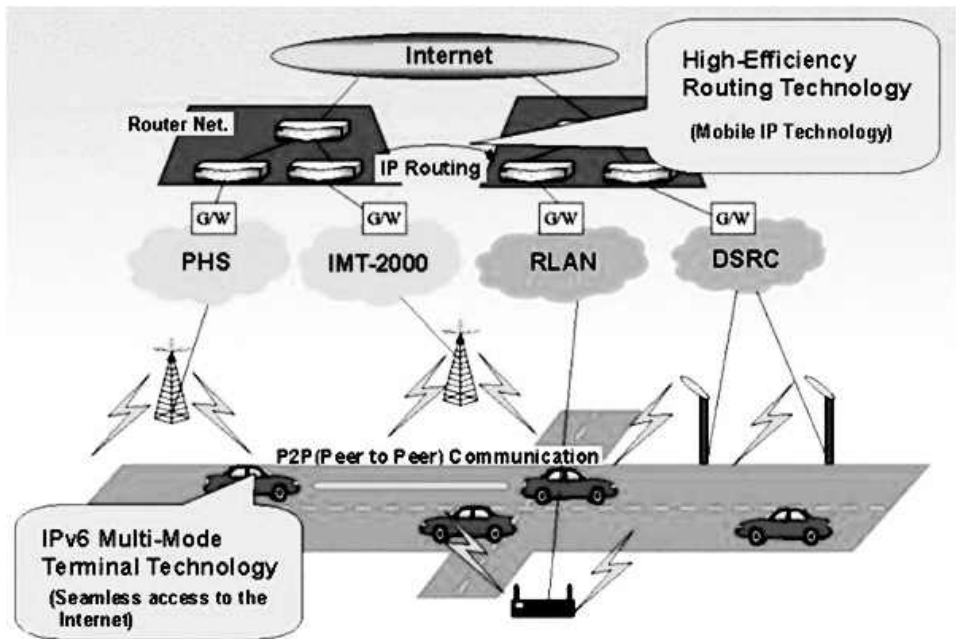 Internet
High-Efficiency
Routing Technology
(Mobile IP Technology)
Router Net.
IP Routing
G/W
G/W
G/W
G/W
PHS
IMT-2000
RLAN
DSRC
P2P(Peer to Peer) Communication
IPv6 Multi-Mode
Terminal Technology
(Seamless access to the
Internet)